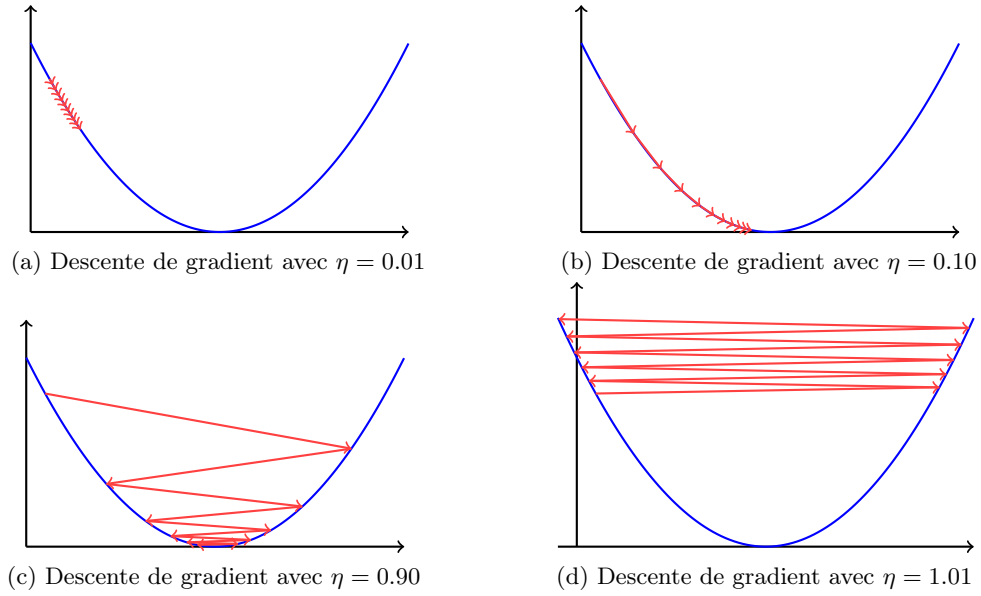 (a) Descente de gradient avec η = 0.01
(b) Descente de gradient avec η = 0.10
(c) Descente de gradient avec η = 0.90
(d) Descente de gradient avec η = 1.01